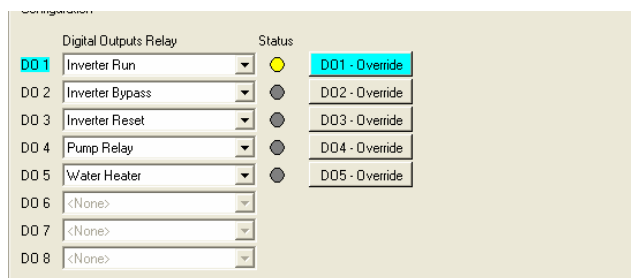 Configuration
Digital Outputs Relay Status
DO 1 Inverter Run DO1 - Override
DO 2 Inverter Bypass DO2 - Override
DO 3 Inverter Reset DO3 - Override
DO 4 Pump Relay DO4 - Override
DO 5 Water Heater DO5 - Override
DO 6 <None>
DO 7 <None>
DO 8 <None>